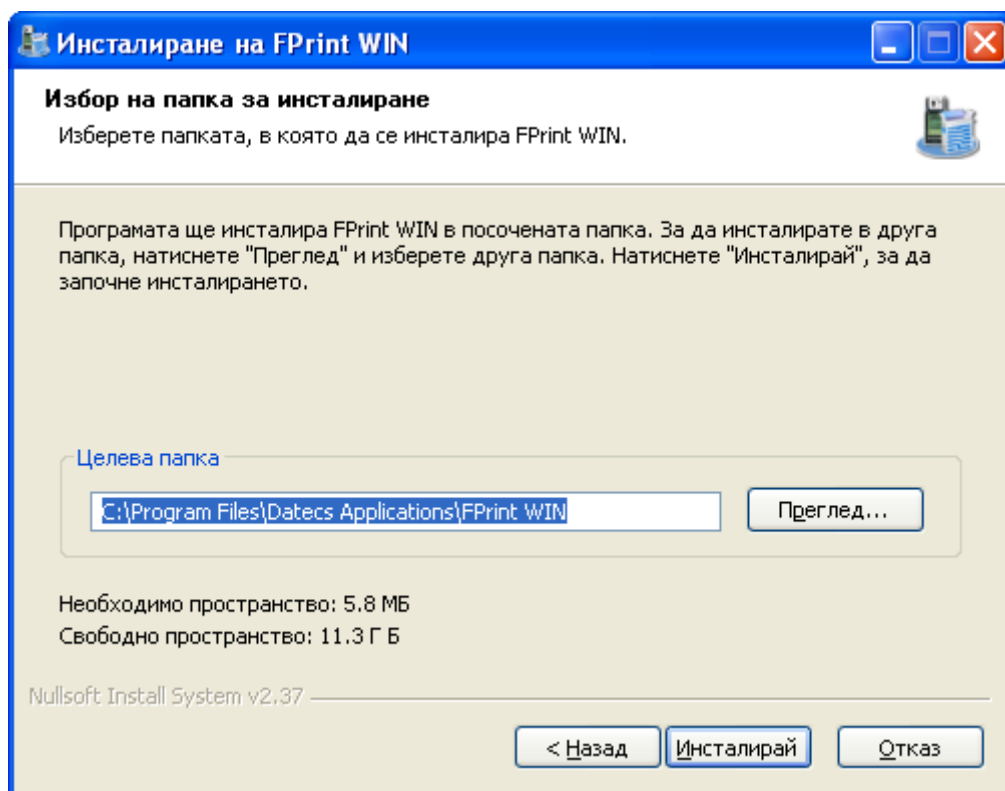 Инсталиране на FPrint WIN
Избор на папка за инсталиране
Изберете папката, в която да се инсталира FPrint WIN.
Програмата ще инсталира FPrint WIN в посочената папка. За да инсталирате в друга
папка, натиснете "Преглед" и изберете друга папка. Натиснете "Инсталирай", за да
започне инсталирането.
Целева папка
C:\Program Files\Datecs Applications\FPrint WIN
Преглед...
Необходимо пространство: 5.8 МБ
Свободно пространство: 11.3 Г Б
Nullsoft Install System v2.37
< Назад
Инсталирай
Отказ